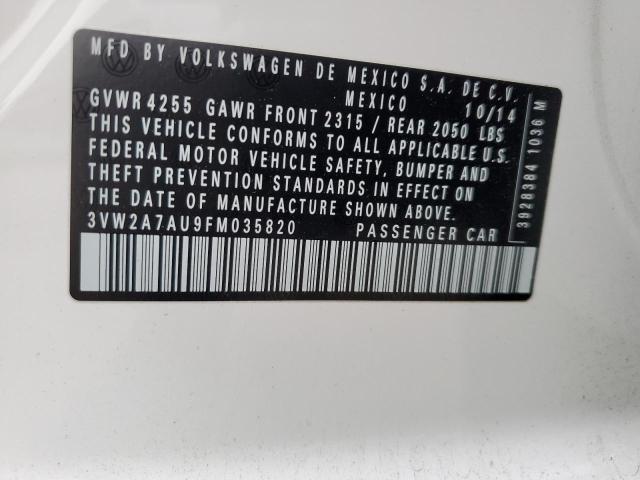 MFD BY VOLKSWAGEN DE MEXICO S.A. DE C.V.
MEXICO 10/14
GVWR 4255 GAWR FRONT 2315 / REAR 2050 LBS
THIS VEHICLE CONFORMS TO ALL APPLICABLE U.S.
FEDERAL MOTOR VEHICLE SAFETY, BUMPER AND
THEFT PREVENTION STANDARDS IN EFFECT ON
THE DATE OF MANUFACTURE SHOWN ABOVE.
3VW2A7AU9FM035820 PASSENGER CAR
3928384 1036 M